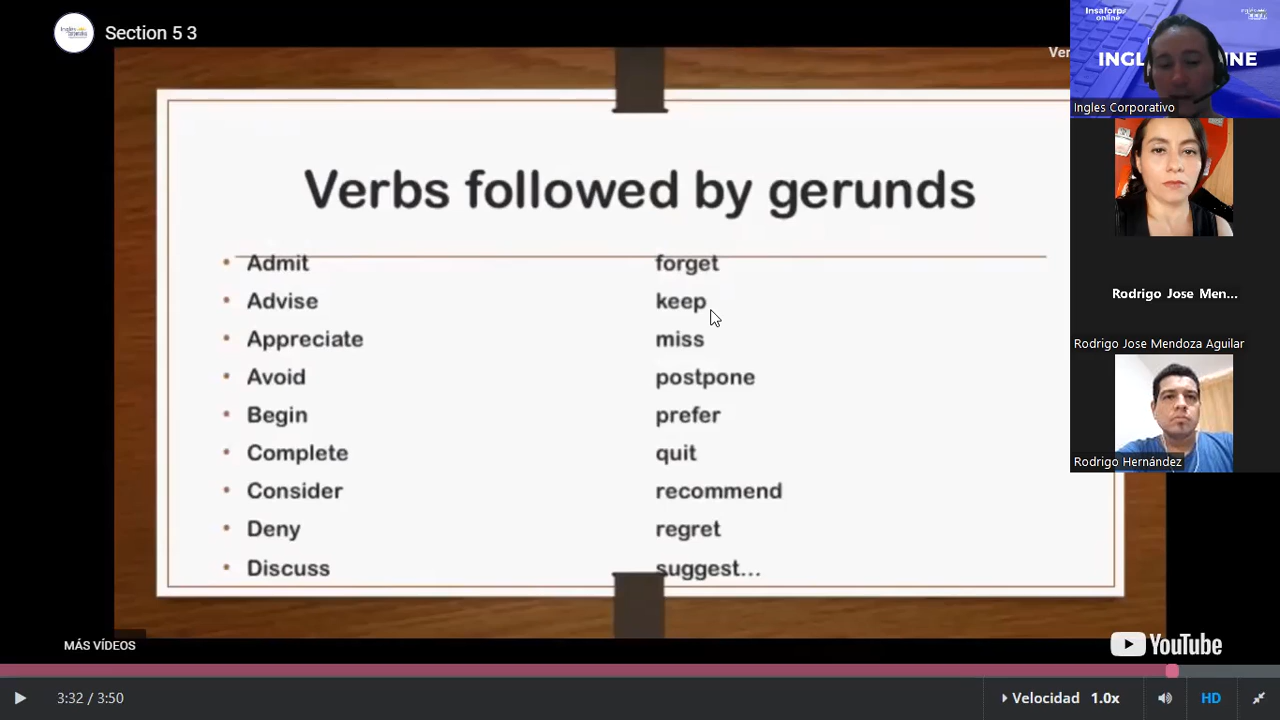 Section 5 3
Ver
Verbs followed by gerunds
• Admit forget
• Advise keep
• Appreciate miss
• Avoid postpone
• Begin prefer
• Complete quit
• Consider recommend
• Deny regret
• Discuss suggest...
MÁS VÍDEOS
YouTube
3:32 / 3:50
Velocidad 1.0x
HD
Insaforp
online
INGL NE
Ingles Corporativo
Rodrigo Jose Men...
Rodrigo Jose Mendoza Aguilar
Rodrigo Hernández